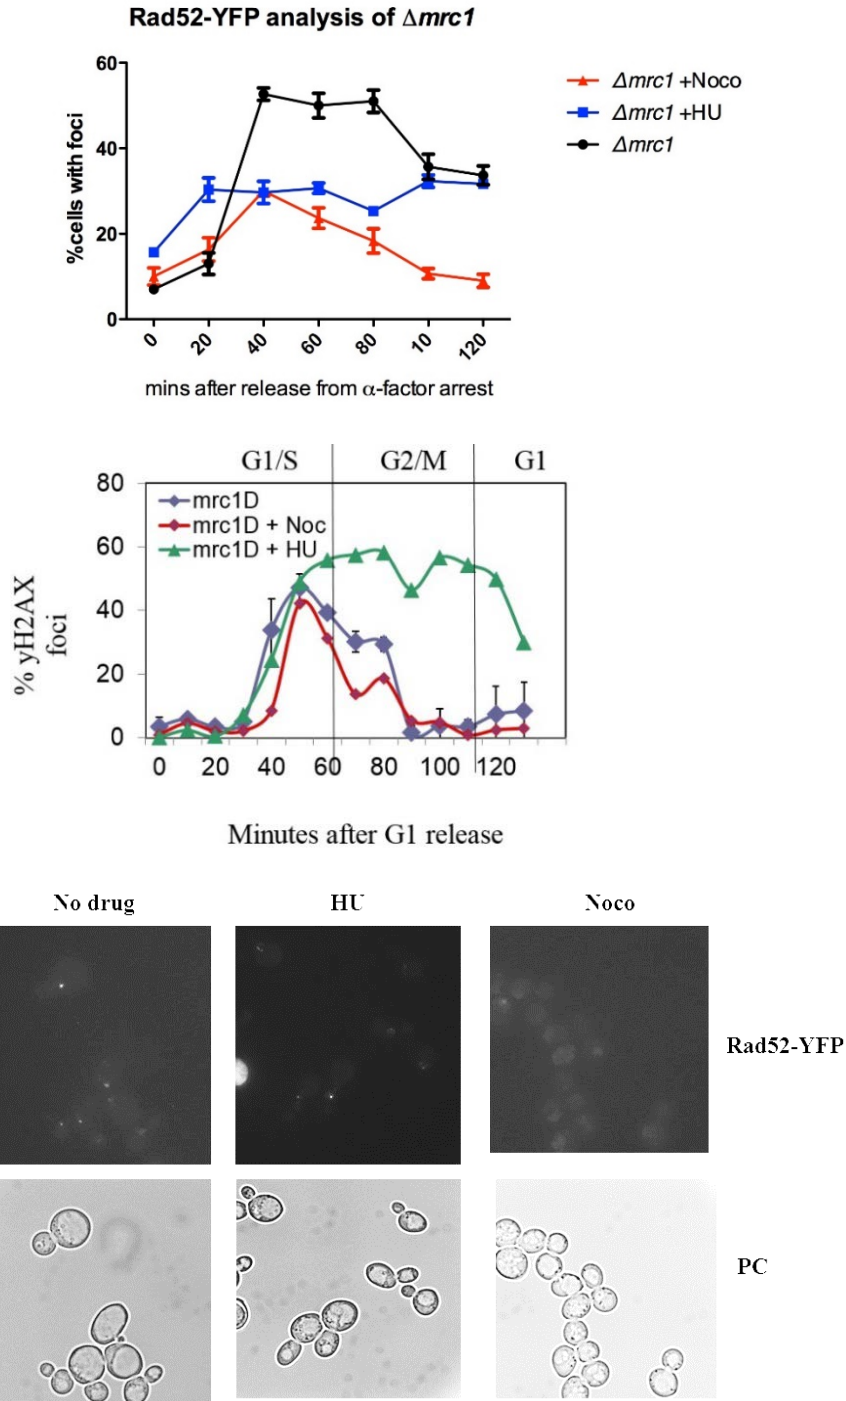 Rad52-YFP analysis of Δmrc1
60
40
20
0
%cells with foci
0 20 40 60 80 10 120
mins after release from α-factor arrest
Δmrc1 +Noco
Δmrc1 +HU
Δmrc1
G1/S G2/M G1
80
60
40
20
0
% γH2AX
foci
mrc1D
mrc1D + Noc
mrc1D + HU
0 20 40 60 80 100 120
Minutes after G1 release
No drug HU Noco
Rad52-YFP
PC